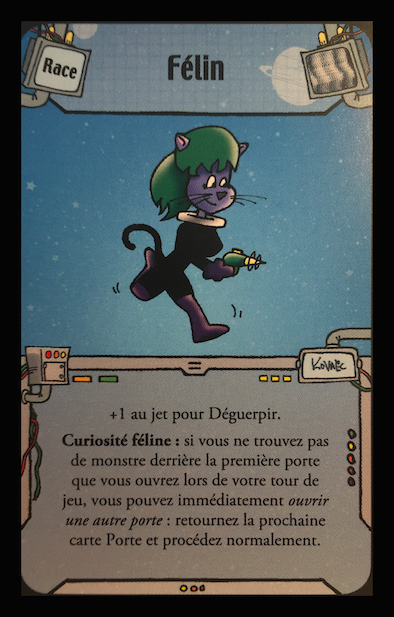 Race
Félin
Kovalic
+1 au jet pour Déguerpir.
Curiosité féline : si vous ne trouvez pas
de monstre derrière la première porte
que vous ouvrez lors de votre tour de
jeu, vous pouvez immédiatement ouvrir
une autre porte : retournez la prochaine
carte Porte et procédez normalement.